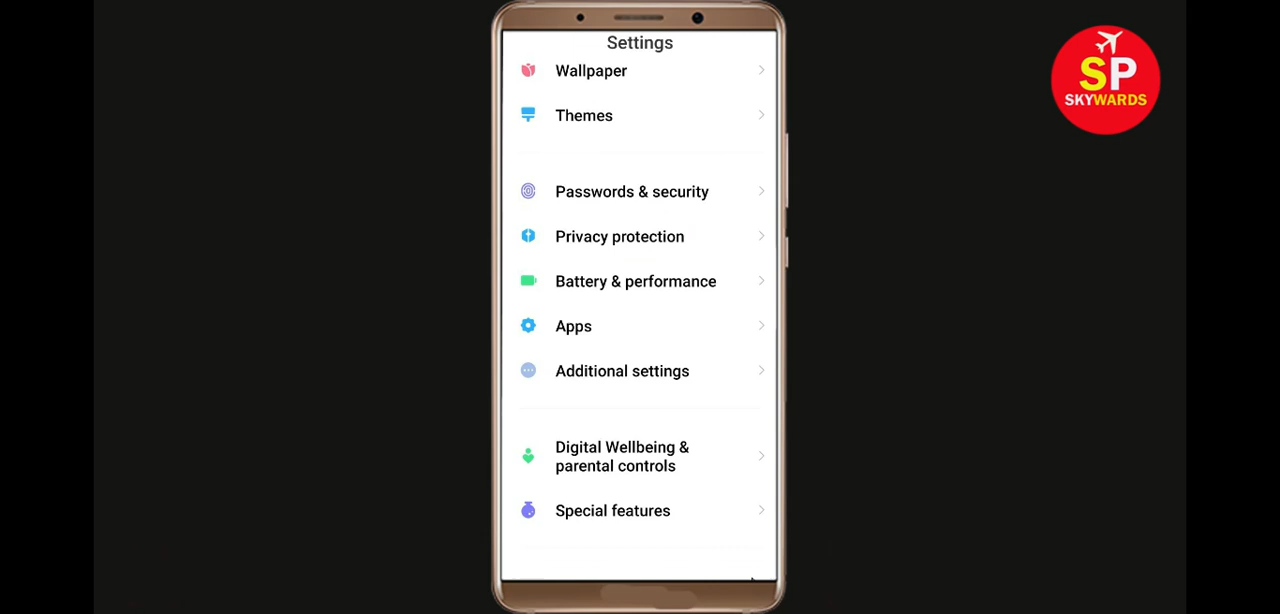 Settings
Wallpaper
Themes
Passwords & security
Privacy protection
Battery & performance
Apps
Additional settings
Digital Wellbeing &
parental controls
Special features
SP
SKYWARDS